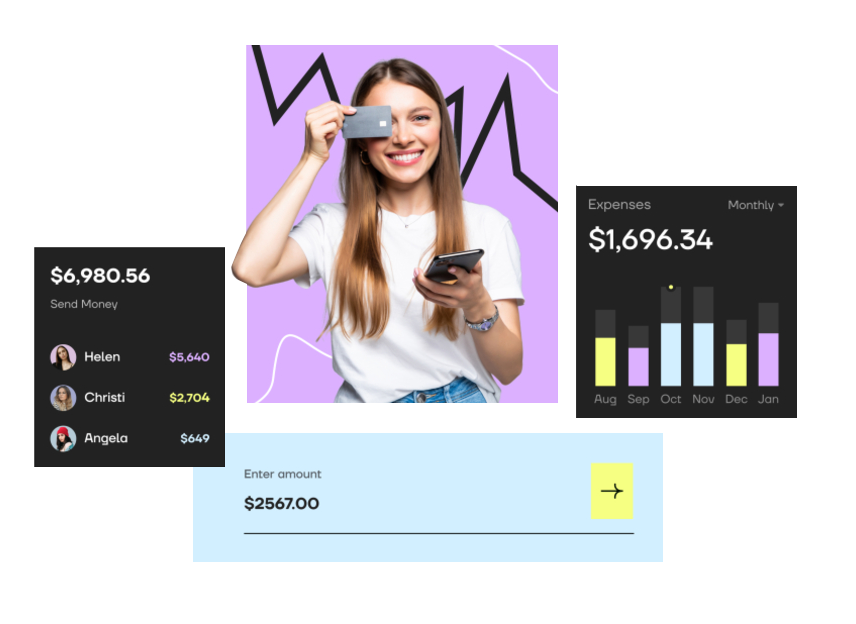 $6,980.56
Send Money
Helen $5,640
Christi $2,704
Angela $649
Expenses Monthly
$1,696.34
Aug Sep Oct Nov Dec Jan
Enter amount
$2567.00